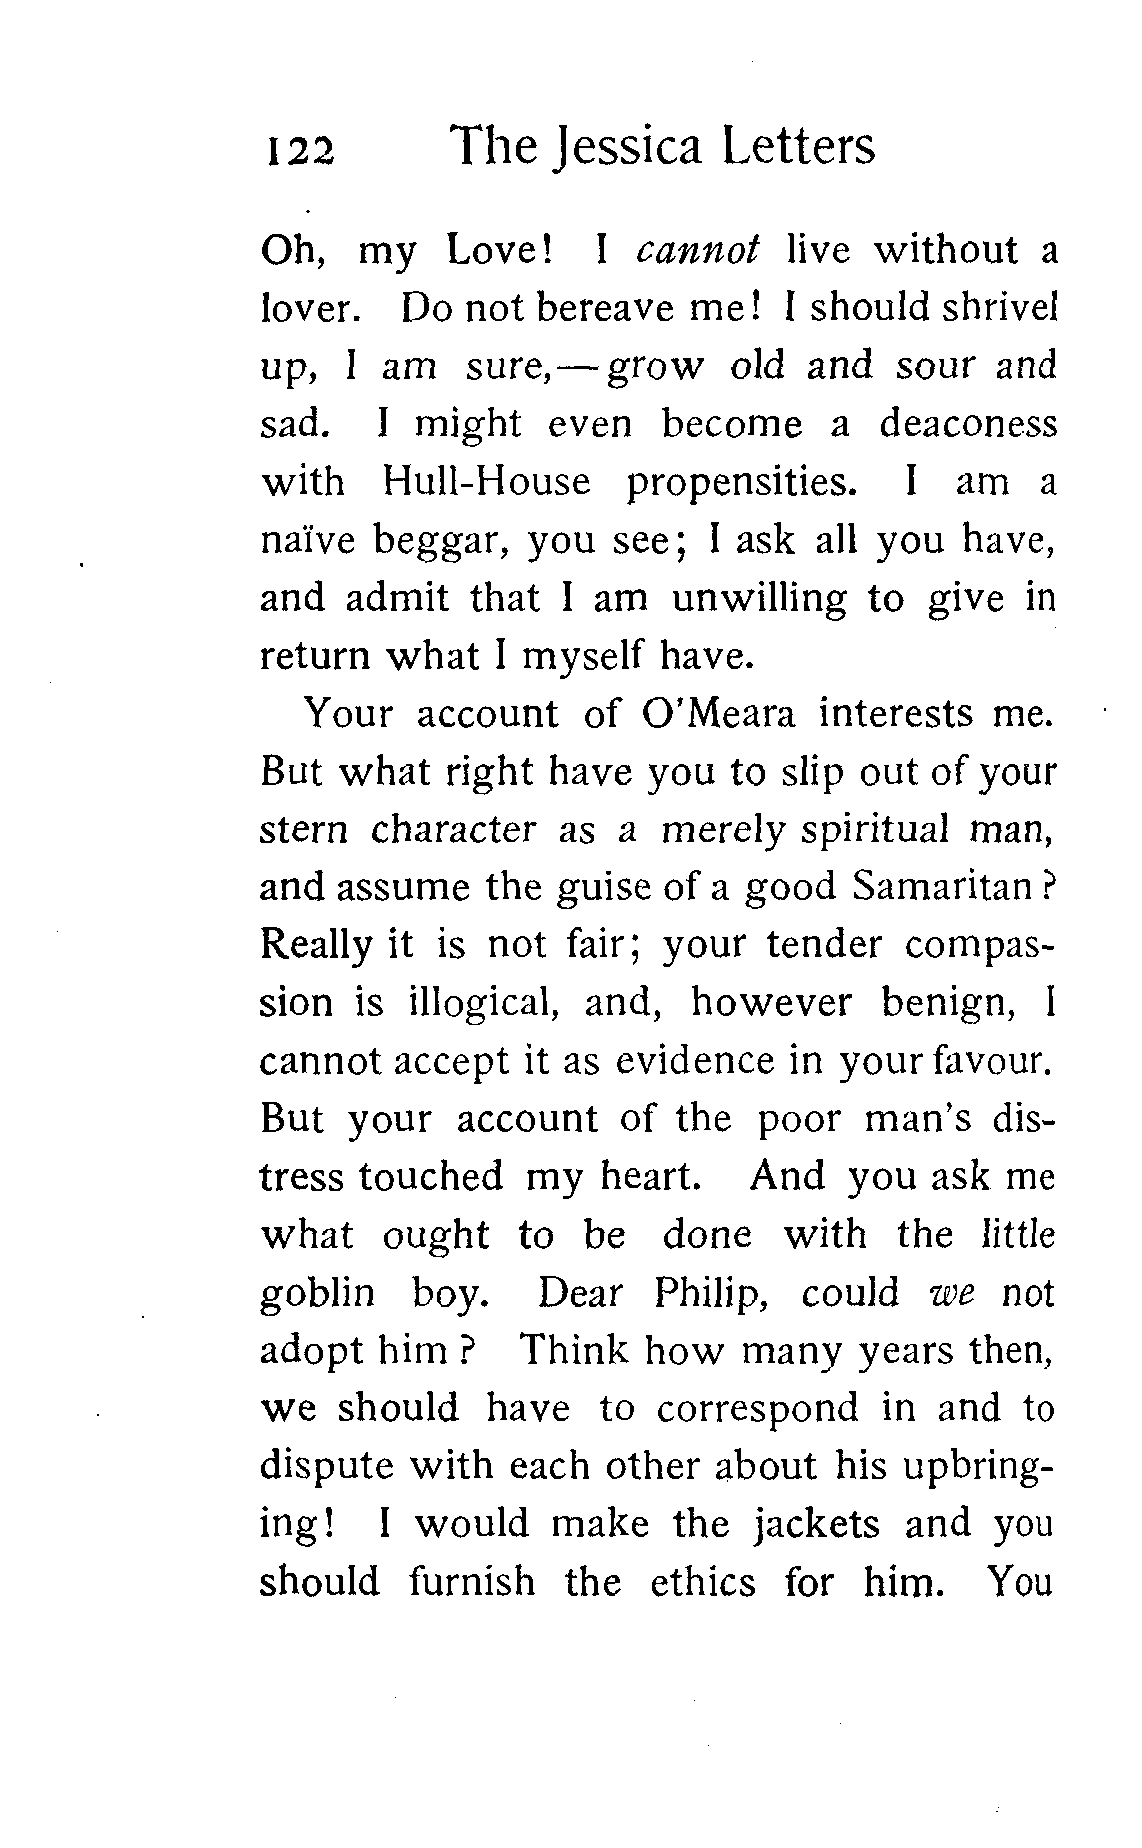 122 The Jessica Letters
Oh, my Love! I cannot live without a
lover. Do not bereave me! I should shrivel
up, I am sure,—grow old and sour and
sad. I might even become a deaconess
with Hull-House propensities. I am a
naïve beggar, you see; I ask all you have,
and admit that I am unwilling to give in
return what I myself have.
Your account of O'Meara interests me.
But what right have you to slip out of your
stern character as a merely spiritual man,
and assume the guise of a good Samaritan?
Really it is not fair; your tender compas-
sion is illogical, and, however benign, I
cannot accept it as evidence in your favour.
But your account of the poor man's dis-
tress touched my heart. And you ask me
what ought to be done with the little
goblin boy. Dear Philip, could we not
adopt him? Think how many years then,
we should have to correspond in and to
dispute with each other about his upbring-
ing! I would make the jackets and you
should furnish the ethics for him. You